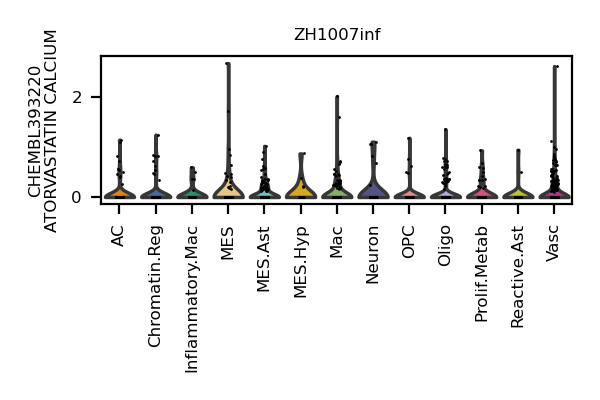 ZH1007inf
CHEMBL393220
ATORVASTATIN CALCIUM
2
0
AC
Chromatin.Reg
Inflammatory.Mac
MES
MES.Ast
MES.Hyp
Mac
Neuron
OPC
Oligo
Prolif.Metab
Reactive.Ast
Vasc